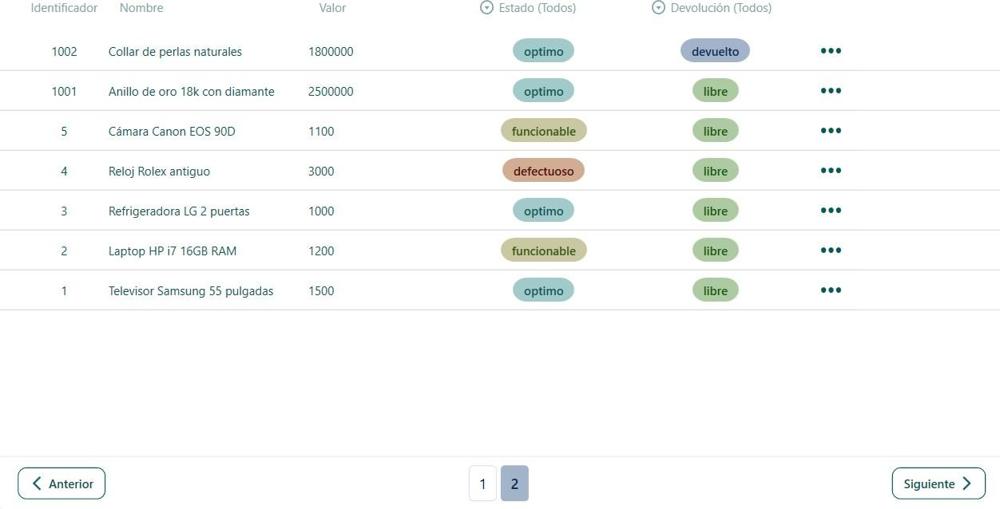 Identificador Nombre Valor Estado (Todos) Devolución (Todos)
1002 Collar de perlas naturales 1800000 optimo devuelto
1001 Anillo de oro 18k con diamante 2500000 optimo libre
5 Cámara Canon EOS 90D 1100 funcionable libre
4 Reloj Rolex antiguo 3000 defectuoso libre
3 Refrigeradora LG 2 puertas 1000 optimo libre
2 Laptop HP i7 16GB RAM 1200 funcionable libre
1 Televisor Samsung 55 pulgadas 1500 optimo libre
Anterior 1 2 Siguiente